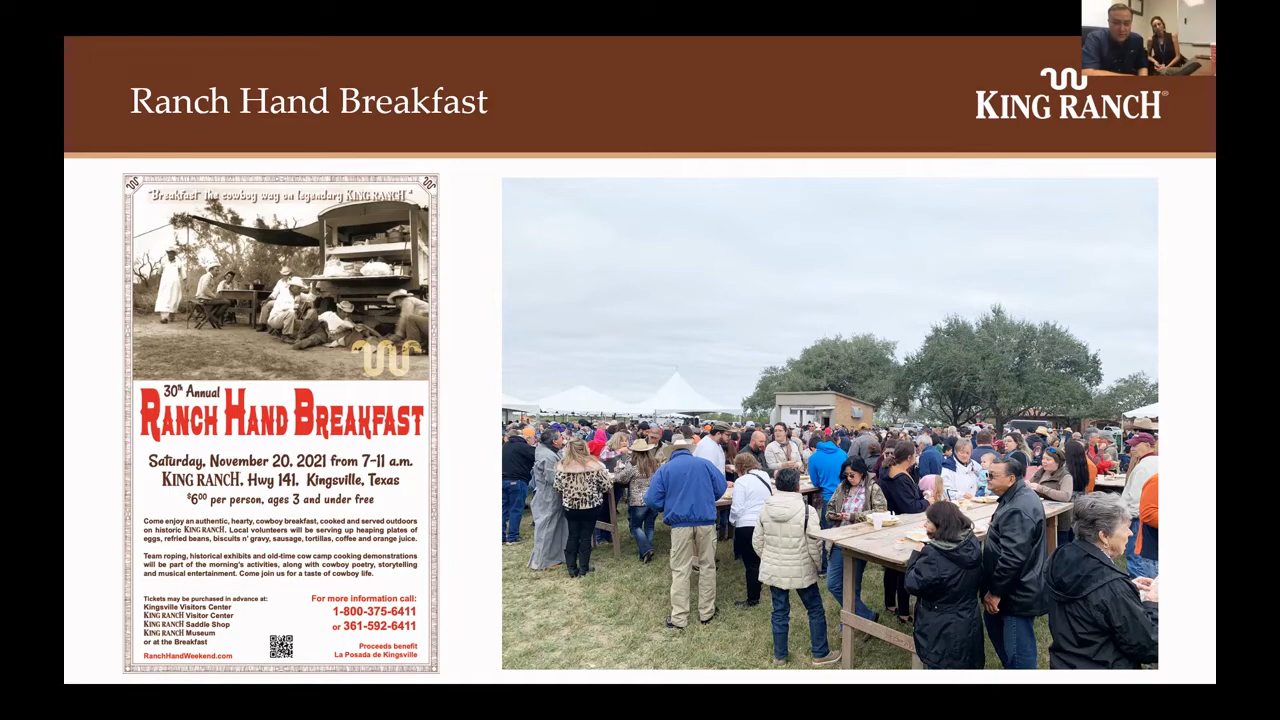 Ranch Hand Breakfast
KING RANCH®
"Breakfast" the cowboy way on legendary KING RANCH."
30th Annual
RANCH HAND BREAKFAST
Saturday, November 20, 2021 from 7-11 a.m.
KING RANCH, Hwy 141, Kingsville, Texas
$6.00 per person, ages 3 and under free
Come enjoy an authentic, hearty, cowboy breakfast, cooked and served outdoors
on historic KING RANCH. Local volunteers will be serving up heaping plates of
eggs, refried beans, biscuits n' gravy, sausage, tortillas, coffee and orange juice.
Team roping, historical exhibits and old-time cow camp cooking demonstrations
will be part of the morning's activities, along with cowboy poetry, storytelling
and musical entertainment. Come join us for a taste of cowboy life.
Tickets may be purchased in advance at:
Kingsville Visitors Center
KING RANCH Visitor Center
KING RANCH Saddle Shop
KING RANCH Museum
or at the Breakfast
RanchHandWeekend.com
For more information call:
1-800-375-6411
or 361-592-6411
Proceeds benefit
La Posada de Kingsville